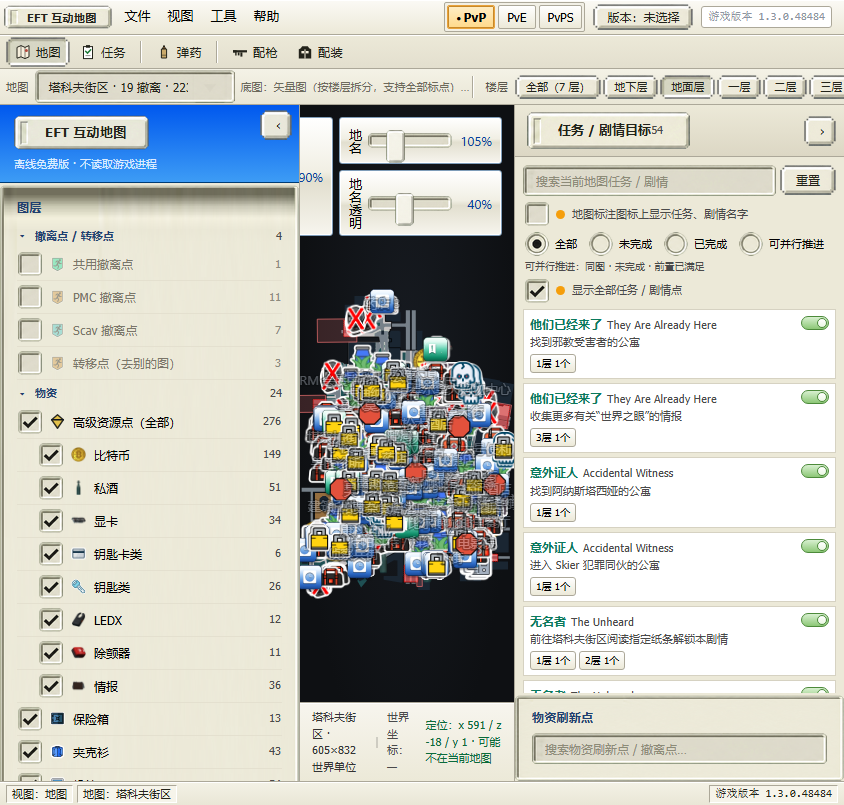 EFT 互动地图 文件 视图 工具 帮助 • PvP PvE PvPS 版本：未选择 游戏版本 1.3.0.48484
地图 任务 弹药 配枪 配装
地图 塔科夫街区 · 19 撤离 · 22: 底图：矢量图（按楼层拆分，支持全部标点） ... 楼层 全部（7 层） 地下层 地面层 一层 二层 三层
EFT 互动地图 ‹
离线免费版 · 不读取游戏进程
图层
撤离点 / 转移点 4
共用撤离点 1
PMC 撤离点 11
Scav 撤离点 7
转移点（去别的图） 3
物资 24
高级资源点（全部） 276
比特币 149
私酒 51
显卡 34
钥匙卡类 6
钥匙类 26
LEDX 12
除颤器 11
情报 36
保险箱 13
夹克衫 43
90%
地名 105%
地名透明 40%
塔科夫街区 ·
605×832
世界单位
世界坐标：
—
定位：x 591 / z
-18 / y 1 · 可能
不在当前地图
任务 / 剧情目标54 ›
搜索当前地图任务 / 剧情 重置
地图标注图标上显示任务、剧情名字
全部 未完成 已完成 可并行推进
可并行推进：同图 · 未完成 · 前置已满足
显示全部任务 / 剧情点
他们已经来了 They Are Already Here
找到邪教受害者的公寓
1层 1个
他们已经来了 They Are Already Here
收集更多有关“世界之眼”的情报
3层 1个
意外证人 Accidental Witness
找到阿纳斯塔西娅的公寓
1层 1个
意外证人 Accidental Witness
进入 Skier 犯罪同伙的公寓
1层 1个
无名者 The Unheard
前往塔科夫街区阅读指定纸条解锁本剧情
1层 1个 2层 1个
物资刷新点
搜索物资刷新点 / 撤离点...
视图：地图 地图：塔科夫街区 游戏版本 1.3.0.48484